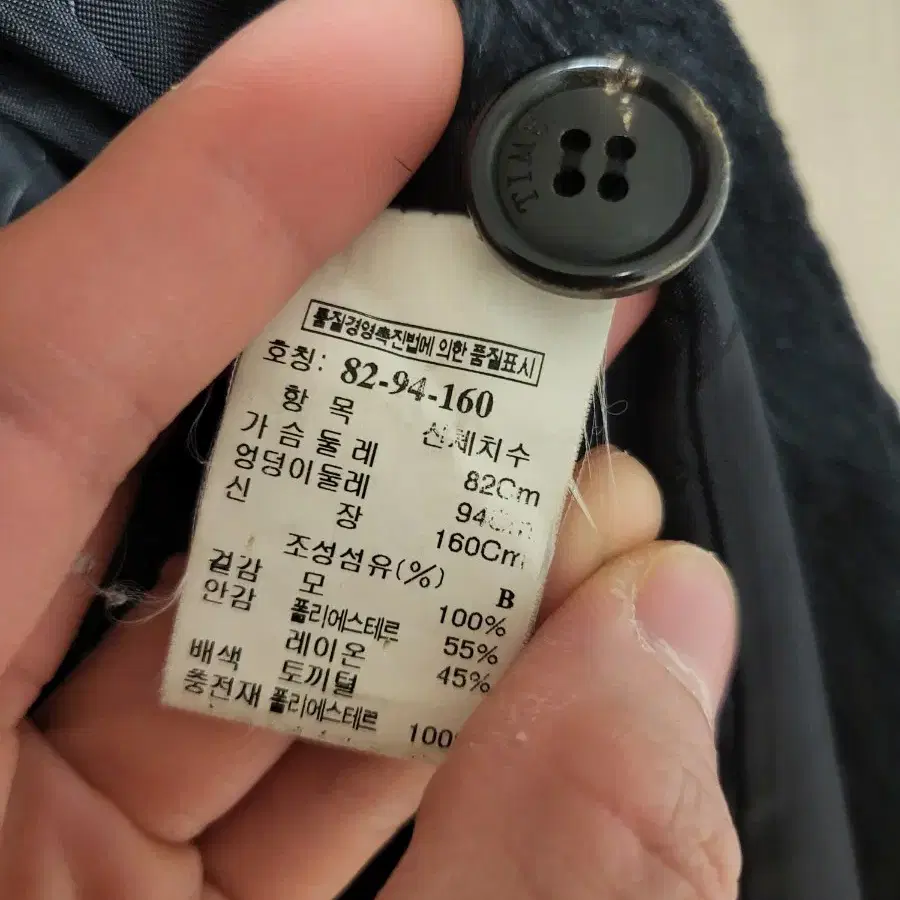 TIME
품질경영촉진법에 의한 품질표시
호칭: 82-94-160
항 목 신체치수
가슴둘레 82Cm
엉덩이둘레 94Cm
신 장 160Cm
조성섬유(%) B
겉감 모 100%
안감 폴리에스테르 55%
레이온 45%
배색 토끼털
충전재 폴리에스테르 100%